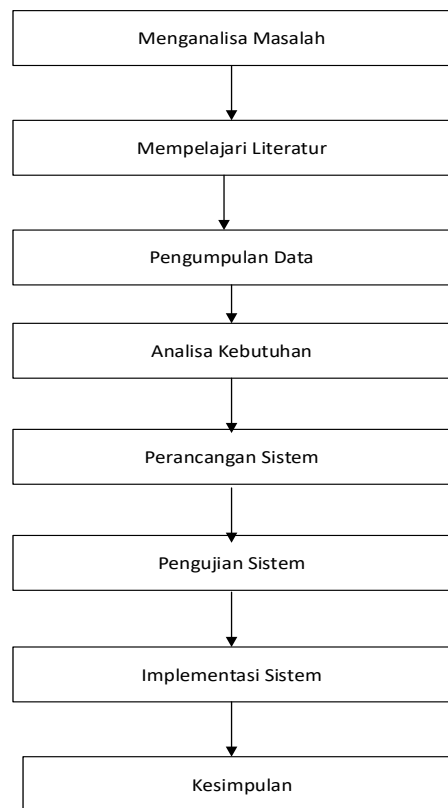 Menganalisa Masalah
Mempelajari Literatur
Pengumpulan Data
Analisa Kebutuhan
Perancangan Sistem
Pengujian Sistem
Implementasi Sistem
Kesimpulan